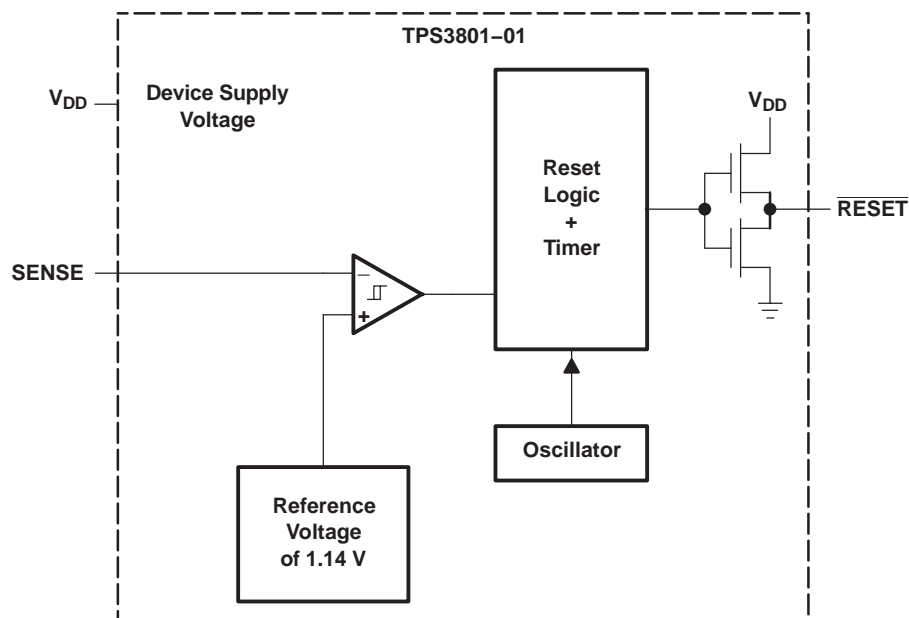 TPS3801–01
VDD
Device Supply
Voltage
VDD
Reset
Logic
+
Timer
RESET
SENSE
–
+
Oscillator
Reference
Voltage
of 1.14 V